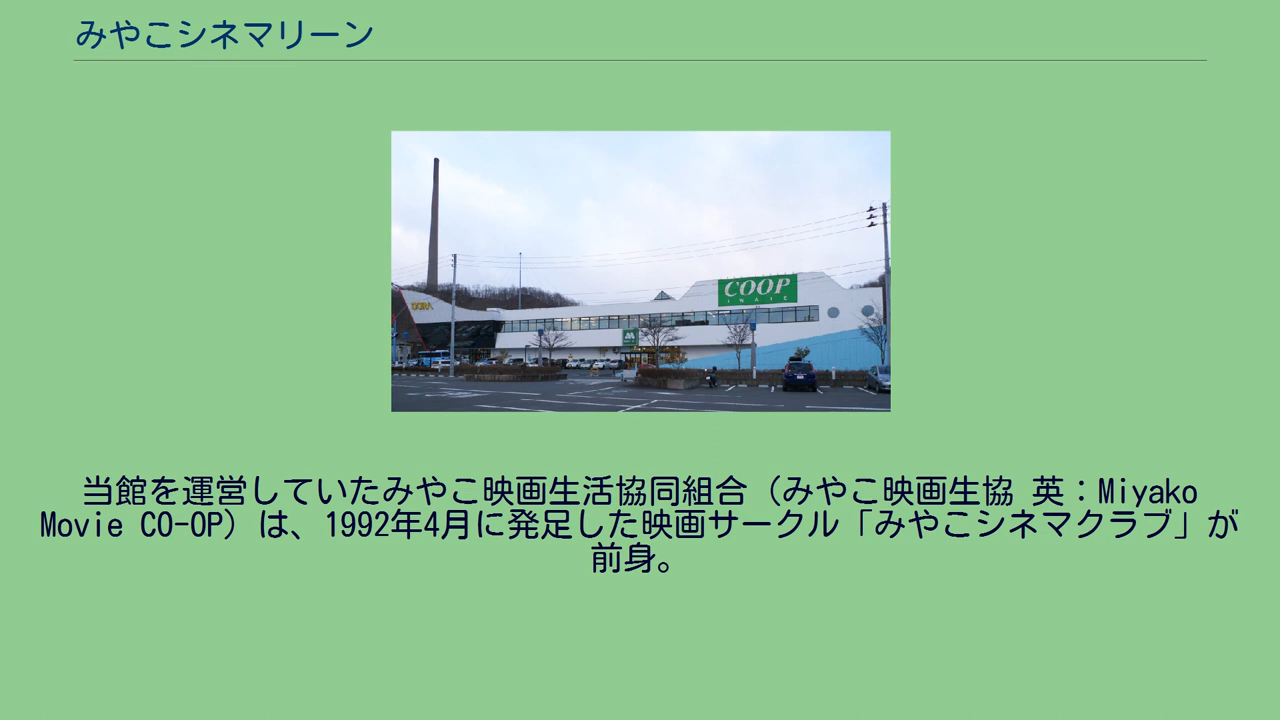 みやこシネマリーン
DORA
COOP
IWATE
当館を運営していたみやこ映画生活協同組合（みやこ映画生協 英：Miyako
Movie CO-OP）は、1992年4月に発足した映画サークル「みやこシネマクラブ」が
前身。